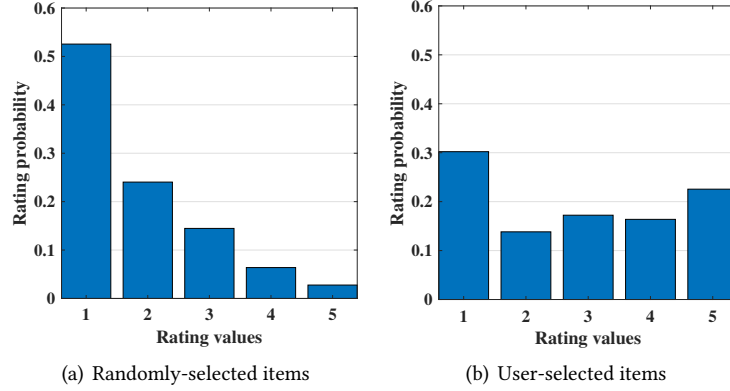 0.6
0.5
0.4
0.3
0.2
0.1
0
Rating probability
1 2 3 4 5
Rating values
(a) Randomly-selected items
0.6
0.5
0.4
0.3
0.2
0.1
0
Rating probability
1 2 3 4 5
Rating values
(b) User-selected items